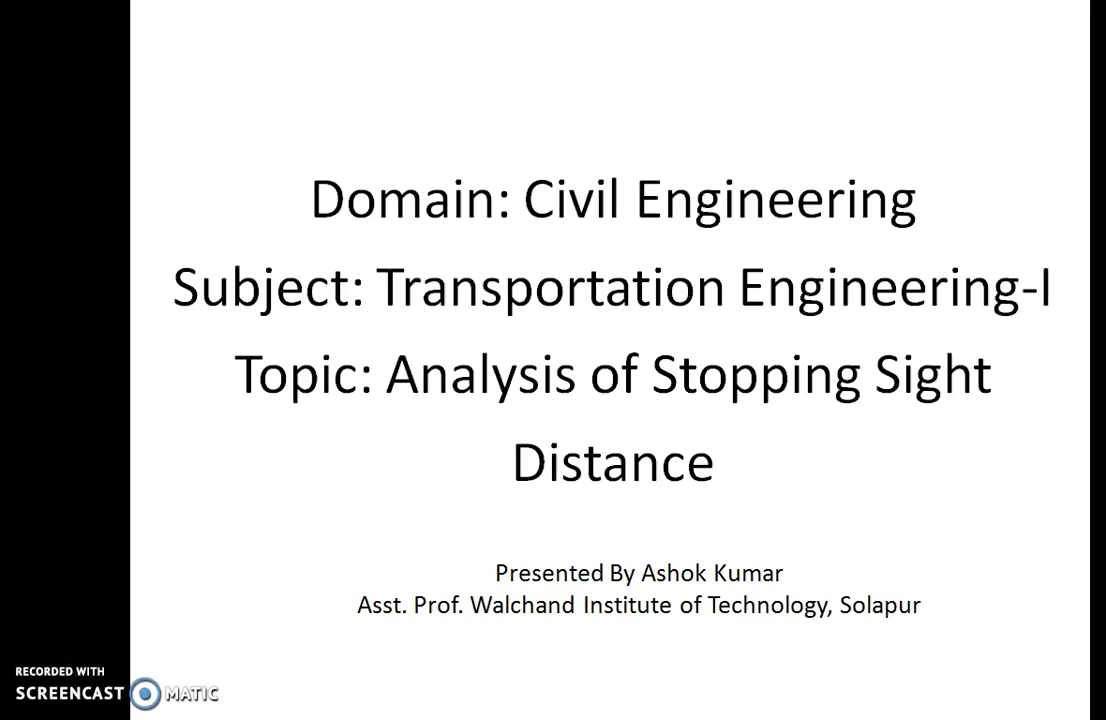 Domain: Civil Engineering
Subject: Transportation Engineering-I
Topic: Analysis of Stopping Sight
Distance
Presented By Ashok Kumar
Asst. Prof. Walchand Institute of Technology, Solapur
RECORDED WITH
SCREENCAST MATIC